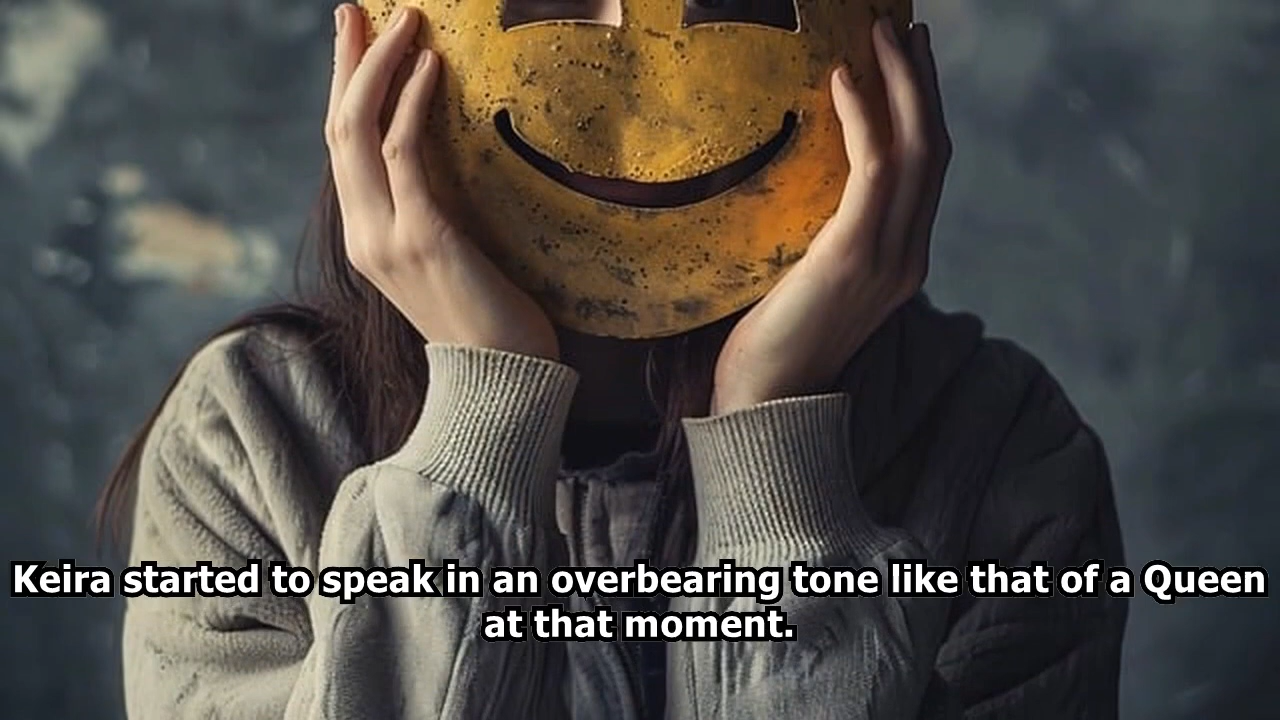 Keira started to speak in an overbearing tone like that of a Queen
at that moment.